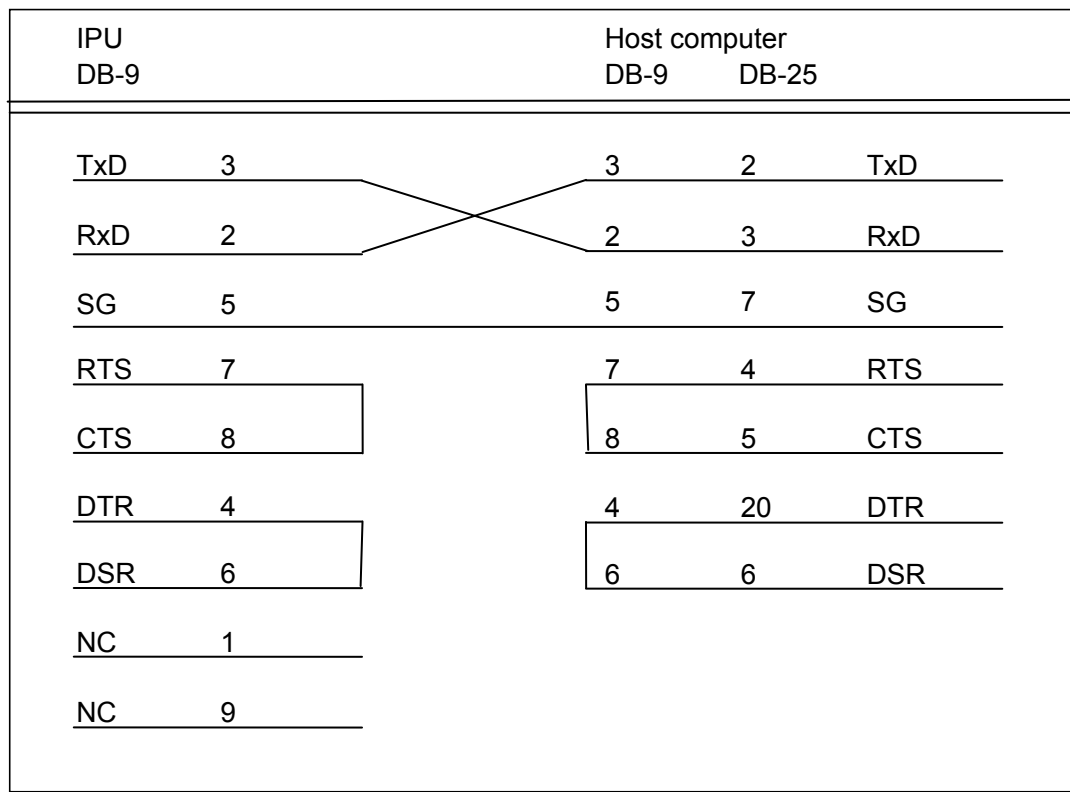 IPU Host computer
DB-9 DB-9 DB-25
TxD 3 3 2 TxD
RxD 2 2 3 RxD
SG 5 5 7 SG
RTS 7 7 4 RTS
CTS 8 8 5 CTS
DTR 4 4 20 DTR
DSR 6 6 6 DSR
NC 1
NC 9